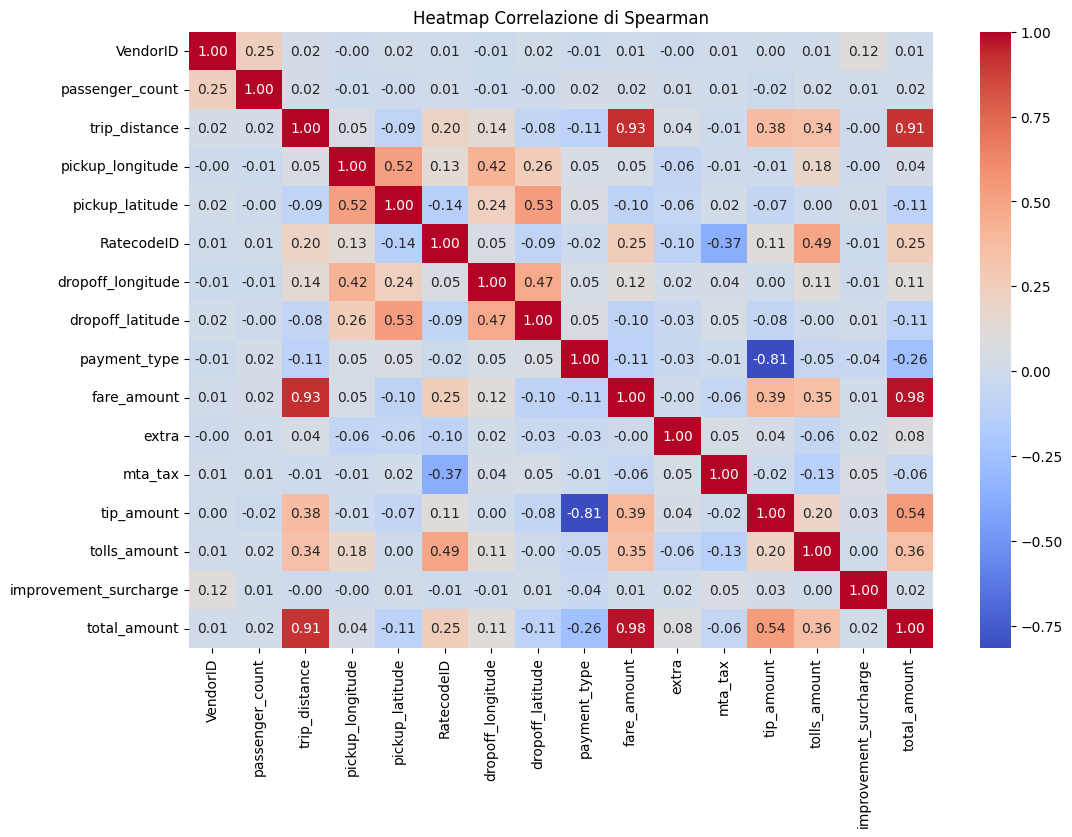 Heatmap Correlazione di Spearman
VendorID 1.00 0.25 0.02 -0.00 0.02 0.01 -0.01 0.02 -0.01 0.01 -0.00 0.01 0.00 0.01 0.12 0.01
passenger_count 0.25 1.00 0.02 -0.01 -0.00 0.01 -0.01 -0.00 0.02 0.02 0.01 0.01 -0.02 0.02 0.01 0.02
trip_distance 0.02 0.02 1.00 0.05 -0.09 0.20 0.14 -0.08 -0.11 0.93 0.04 -0.01 0.38 0.34 -0.00 0.91
pickup_longitude -0.00 -0.01 0.05 1.00 0.52 0.13 0.42 0.26 0.05 0.05 -0.06 -0.01 -0.01 0.18 -0.00 0.04
pickup_latitude 0.02 -0.00 -0.09 0.52 1.00 -0.14 0.24 0.53 0.05 -0.10 -0.06 0.02 -0.07 0.00 0.01 -0.11
RatecodeID 0.01 0.01 0.20 0.13 -0.14 1.00 0.05 -0.09 -0.02 0.25 -0.10 -0.37 0.11 0.49 -0.01 0.25
dropoff_longitude -0.01 -0.01 0.14 0.42 0.24 0.05 1.00 0.47 0.05 0.12 0.02 0.04 0.00 0.11 -0.01 0.11
dropoff_latitude 0.02 -0.00 -0.08 0.26 0.53 -0.09 0.47 1.00 0.05 -0.10 -0.03 0.05 -0.08 -0.00 0.01 -0.11
payment_type -0.01 0.02 -0.11 0.05 0.05 -0.02 0.05 0.05 1.00 -0.11 -0.03 -0.01 -0.81 -0.05 -0.04 -0.26
fare_amount 0.01 0.02 0.93 0.05 -0.10 0.25 0.12 -0.10 -0.11 1.00 -0.00 -0.06 0.39 0.35 0.01 0.98
extra -0.00 0.01 0.04 -0.06 -0.06 -0.10 0.02 -0.03 -0.03 -0.00 1.00 0.05 0.04 -0.06 0.02 0.08
mta_tax 0.01 0.01 -0.01 -0.01 0.02 -0.37 0.04 0.05 -0.01 -0.06 0.05 1.00 -0.02 -0.13 0.05 -0.06
tip_amount 0.00 -0.02 0.38 -0.01 -0.07 0.11 0.00 -0.08 -0.81 0.39 0.04 -0.02 1.00 0.20 0.03 0.54
tolls_amount 0.01 0.02 0.34 0.18 0.00 0.49 0.11 -0.00 -0.05 0.35 -0.06 -0.13 0.20 1.00 0.00 0.36
improvement_surcharge 0.12 0.01 -0.00 -0.00 0.01 -0.01 -0.01 0.01 -0.04 0.01 0.02 0.05 0.03 0.00 1.00 0.02
total_amount 0.01 0.02 0.91 0.04 -0.11 0.25 0.11 -0.11 -0.26 0.98 0.08 -0.06 0.54 0.36 0.02 1.00
VendorID
passenger_count
trip_distance
pickup_longitude
pickup_latitude
RatecodeID
dropoff_longitude
dropoff_latitude
payment_type
fare_amount
extra
mta_tax
tip_amount
tolls_amount
improvement_surcharge
total_amount
1.00
0.75
0.50
0.25
0.00
−0.25
−0.50
−0.75